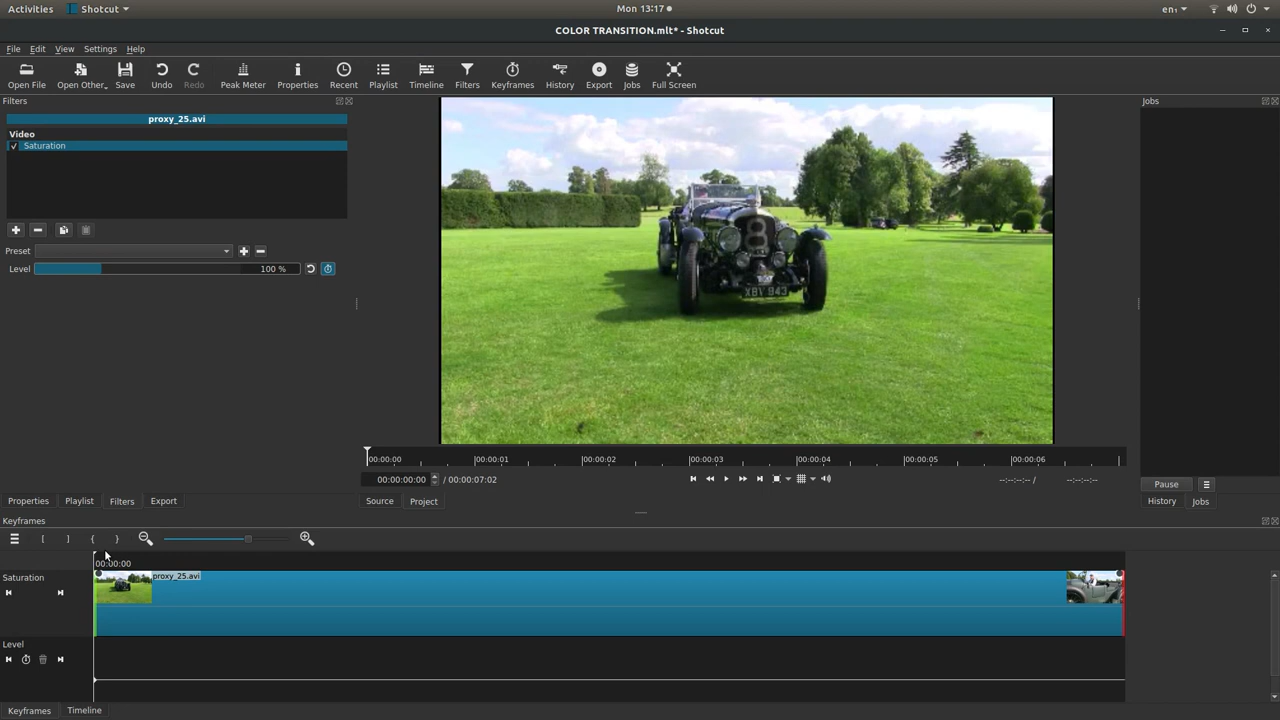 Activities Shotcut Mon 13:17 en1
COLOR TRANSITION.mlt* - Shotcut
File Edit View Settings Help
Open File Open Other.. Save Undo Redo Peak Meter Properties Recent Playlist Timeline Filters Keyframes History Export Jobs Full Screen
Filters
Jobs
proxy_25.avi
Video
Saturation
Preset
Level 100 %
8
XBV 943
00:00:00 00:00:01 00:00:02 00:00:03 00:00:04 00:00:05 00:00:06
00:00:00:00 / 00:00:07:02 --:--:--:-- / --:--:--:--
Pause
Properties Playlist Filters Export Source Project History Jobs
Keyframes
[ ] { }
00:00:00
Saturation proxy_25.avi
Level
Keyframes Timeline